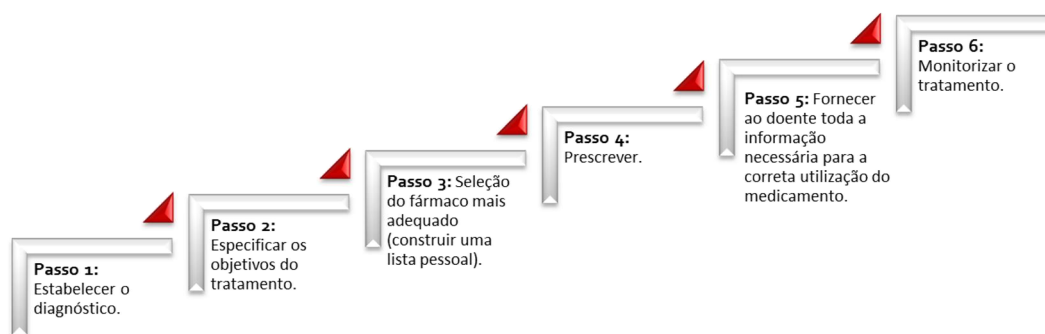 Passo 1:
Estabelecer o
diagnóstico.
Passo 2:
Especificar os
objetivos do
tratamento.
Passo 3: Seleção
do fármaco mais
adequado
(construir uma
lista pessoal).
Passo 4:
Prescrever.
Passo 5: Fornecer
ao doente toda a
informação
necessária para a
correta utilização do
medicamento.
Passo 6:
Monitorizar o
tratamento.